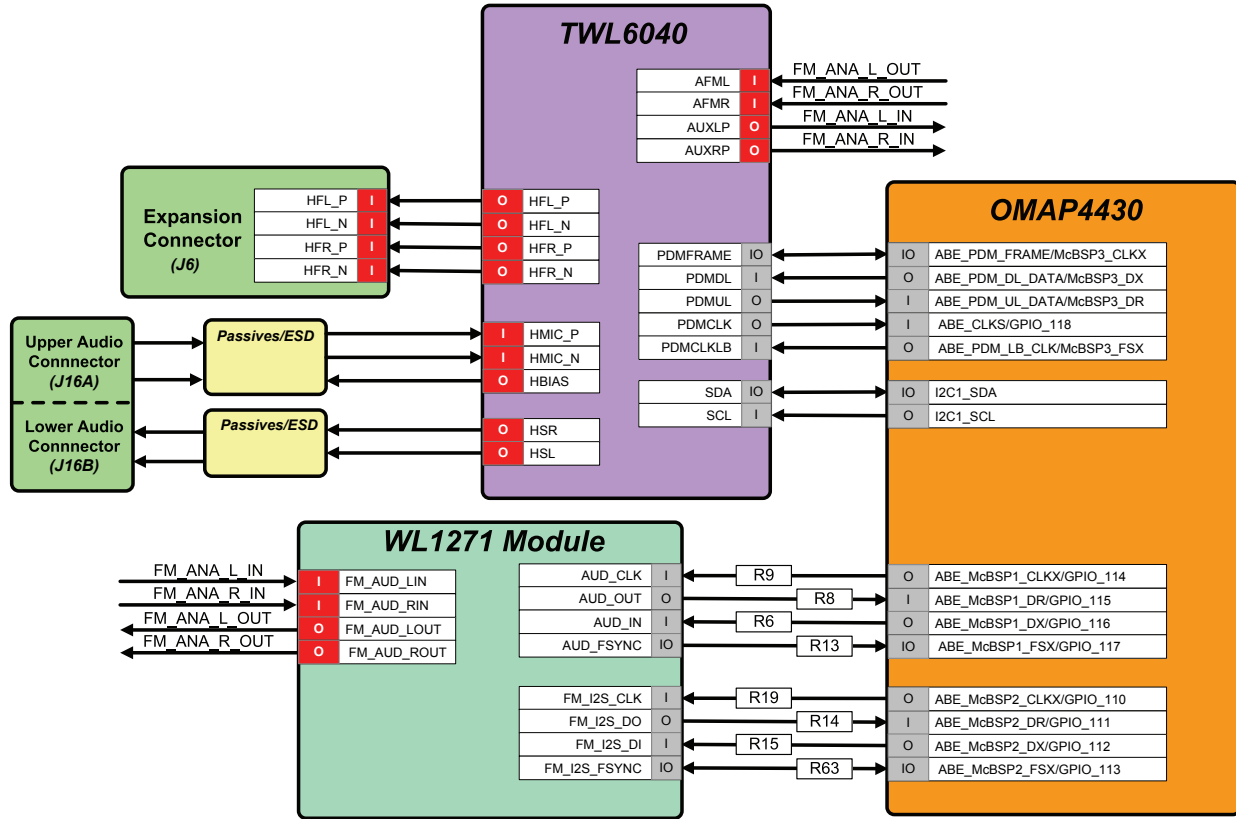 TWL6040
AFML I FM_ANA_L_OUT
AFMR I FM_ANA_R_OUT
AUXLP O FM_ANA_L_IN
AUXRP O FM_ANA_R_IN
Expansion
Connector
(J6)
HFL_P I
HFL_N I
HFR_P I
HFR_N I
O HFL_P
O HFL_N
O HFR_P
O HFR_N
OMAP4430
PDMFRAME IO
PDMDL I
PDMUL O
PDMCLK O
PDMCLKLB I
IO ABE_PDM_FRAME/McBSP3_CLKX
O ABE_PDM_DL_DATA/McBSP3_DX
I ABE_PDM_UL_DATA/McBSP3_DR
I ABE_CLKS/GPIO_118
O ABE_PDM_LB_CLK/McBSP3_FSX
Upper Audio
Connnector
(J16A)
Passives/ESD
I HMIC_P
I HMIC_N
O HBIAS
SDA IO
SCL I
IO I2C1_SDA
O I2C1_SCL
Lower Audio
Connnector
(J16B)
Passives/ESD
O HSR
O HSL
WL1271 Module
FM_ANA_L_IN I FM_AUD_LIN
FM_ANA_R_IN I FM_AUD_RIN
FM_ANA_L_OUT O FM_AUD_LOUT
FM_ANA_R_OUT O FM_AUD_ROUT
AUD_CLK I R9 O ABE_McBSP1_CLKX/GPIO_114
AUD_OUT O R8 I ABE_McBSP1_DR/GPIO_115
AUD_IN I R6 O ABE_McBSP1_DX/GPIO_116
AUD_FSYNC IO R13 IO ABE_McBSP1_FSX/GPIO_117
FM_I2S_CLK I R19 O ABE_McBSP2_CLKX/GPIO_110
FM_I2S_DO O R14 I ABE_McBSP2_DR/GPIO_111
FM_I2S_DI I R15 O ABE_McBSP2_DX/GPIO_112
FM_I2S_FSYNC IO R63 IO ABE_McBSP2_FSX/GPIO_113